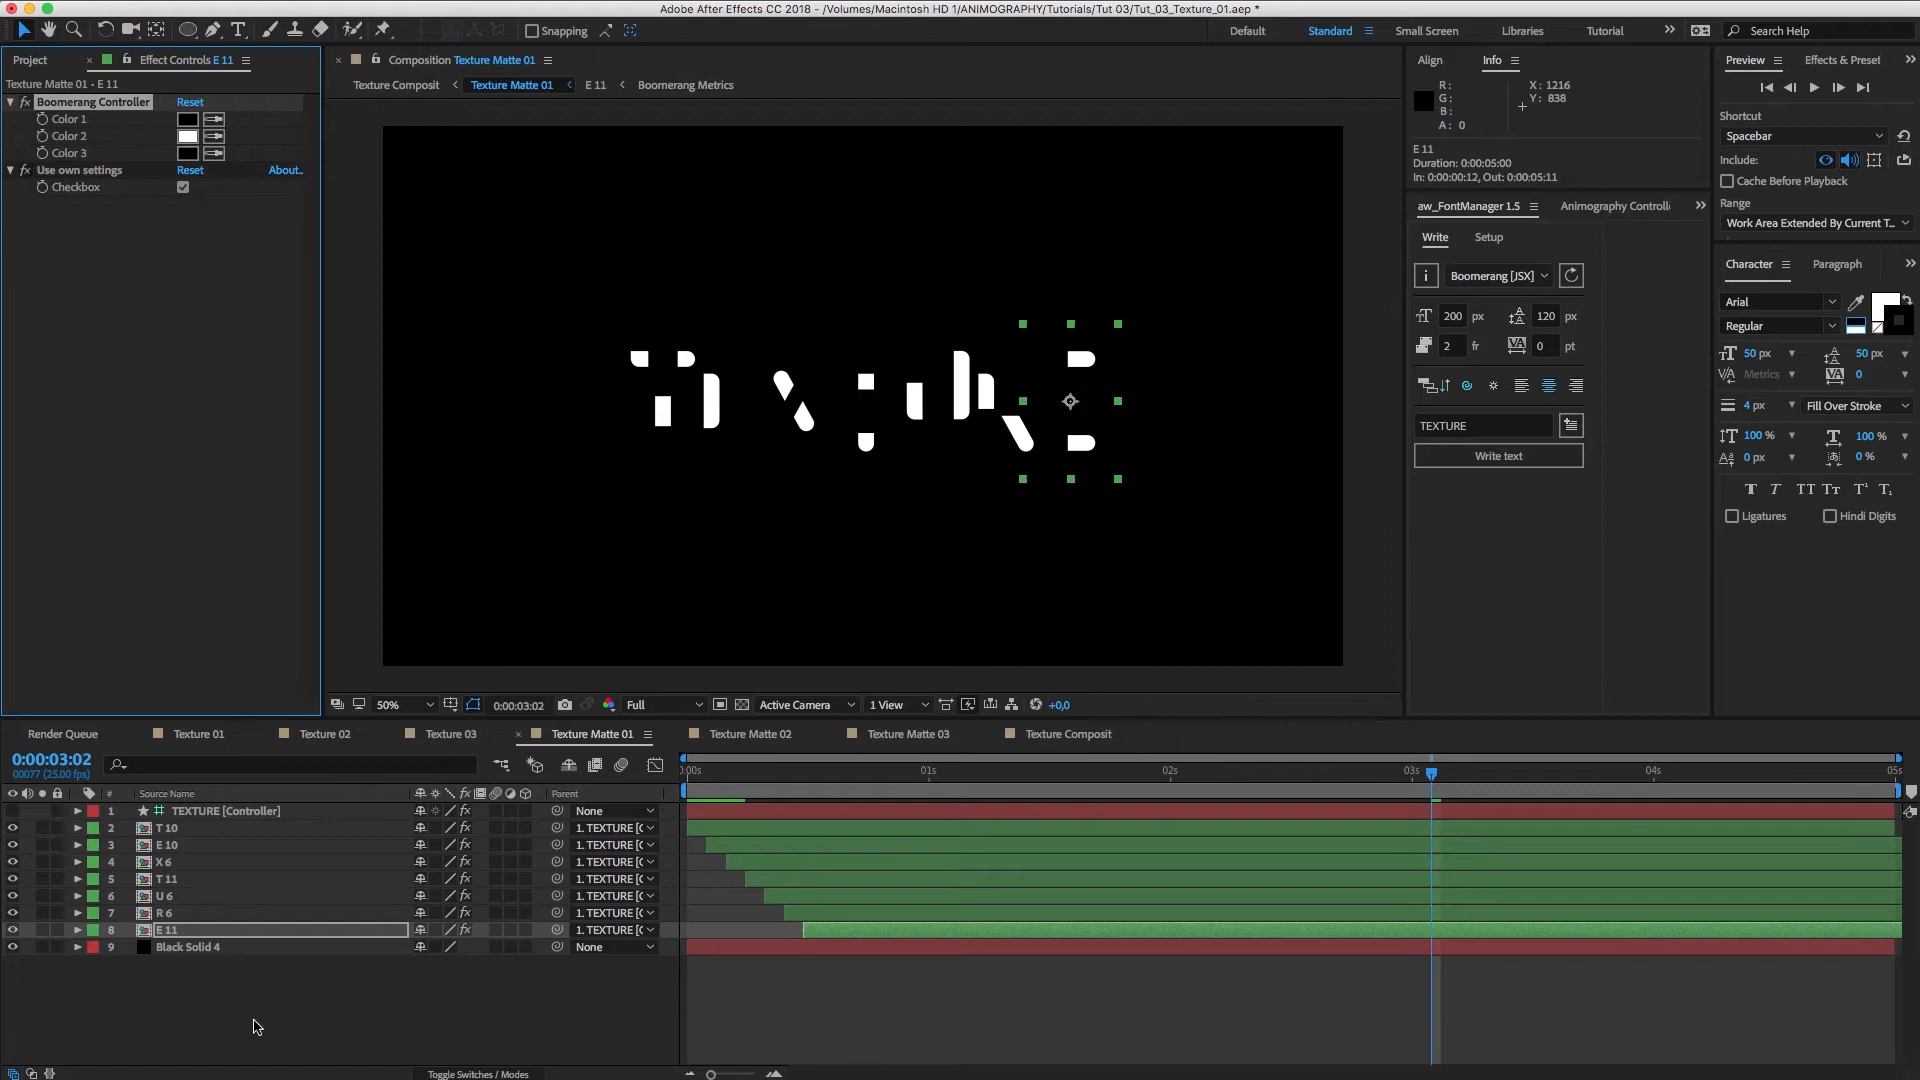 Adobe After Effects CC 2018 - /Volumes/Macintosh HD 1/ANIMOGRAPHY/Tutorials/Tut 03/Tut_03_Texture_01.aep *
Snapping
Default
Standard
Small Screen
Libraries
Tutorial
Search Help
Project
Effect Controls E 11
Texture Matte 01 • E 11
Boomerang Controller
Reset
Color 1
Color 2
Color 3
Use own settings
Reset
About..
Checkbox
Composition Texture Matte 01
Texture Composit
Texture Matte 01
E 11
Boomerang Metrics
50%
0:00:03:02
Full
Active Camera
1 View
+0,0
Align
Info
R:
G:
B:
A: 0
X: 1216
Y: 838
E 11
Duration: 0:00:05:00
In: 0:00:00:12, Out: 0:00:05:11
aw_FontManager 1.5
Animography Controll
Write
Setup
i
Boomerang [JSX]
200 px
120 px
2 fr
0 pt
TEXTURE
Write text
Preview
Effects & Preset
Shortcut
Spacebar
Include:
Cache Before Playback
Range
Work Area Extended By Current T...
Character
Paragraph
Arial
Regular
50 px
50 px
Metrics
0
4 px
Fill Over Stroke
100 %
100 %
0 px
0 %
Ligatures
Hindi Digits
Render Queue
Texture 01
Texture 02
Texture 03
Texture Matte 01
Texture Matte 02
Texture Matte 03
Texture Composit
0:00:03:02
00077 (25.00 fps)
:00s
01s
02s
03s
04s
05s
#
Source Name
Parent
1
TEXTURE [Controller]
None
2
T 10
1. TEXTURE [C
3
E 10
1. TEXTURE [C
4
X 6
1. TEXTURE [C
5
T 11
1. TEXTURE [C
6
U 6
1. TEXTURE [C
7
R 6
1. TEXTURE [C
8
E 11
1. TEXTURE [C
9
Black Solid 4
None
Toggle Switches / Modes